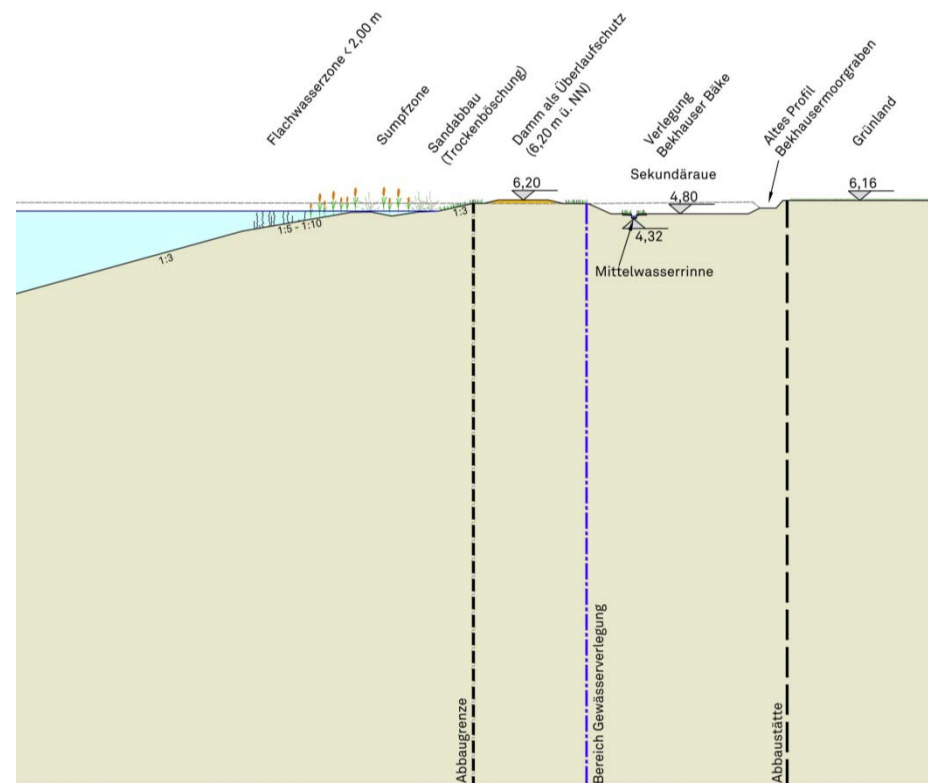 Flachwasserzone < 2,00 m
Sumpfzone
Sandabbau
(Trockenböschung)
Damm als Überlaufschutz
(6,20 m ü. NN)
Verlegung
Bekhauser Bäke
Altes Profil
Bekhausermoorgraben
Grünland
Sekundäraue
6,20
4,80
6,16
1:3
1:5 - 1:10
1:3
4,32
Mittelwasserrinne
Abbaugrenze
Bereich Gewässerverlegung
Abbaustätte